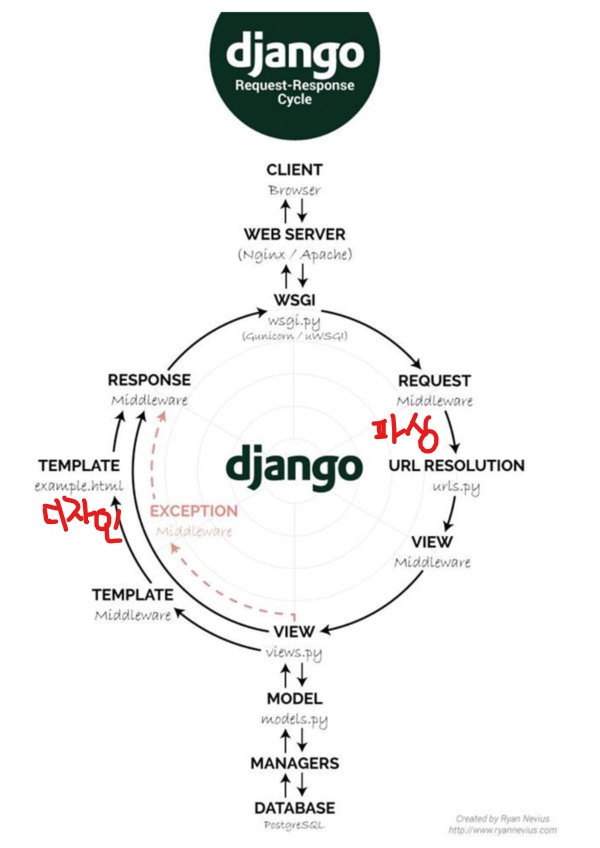 django
Request-Response
Cycle
CLIENT
Browser
WEB SERVER
(Nginx / Apache)
WSGI
wsgi.py
(Gunicorn / uWSGI)
RESPONSE
Middleware
REQUEST
Middleware
파싱
TEMPLATE
example.html
디자인
django
URL RESOLUTION
urls.py
EXCEPTION
Middleware
VIEW
Middleware
TEMPLATE
Middleware
VIEW
views.py
MODEL
models.py
MANAGERS
DATABASE
PostgreSQL
Created by Ryan Nevius
http://www.ryannevius.com